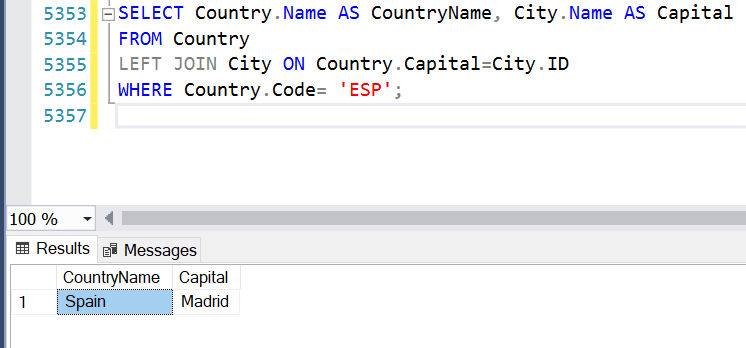 5353 SELECT Country.Name AS CountryName, City.Name AS Capital
5354 FROM Country
5355 LEFT JOIN City ON Country.Capital=City.ID
5356 WHERE Country.Code= 'ESP';
5357
100 %
Results Messages
CountryName Capital
1 Spain Madrid